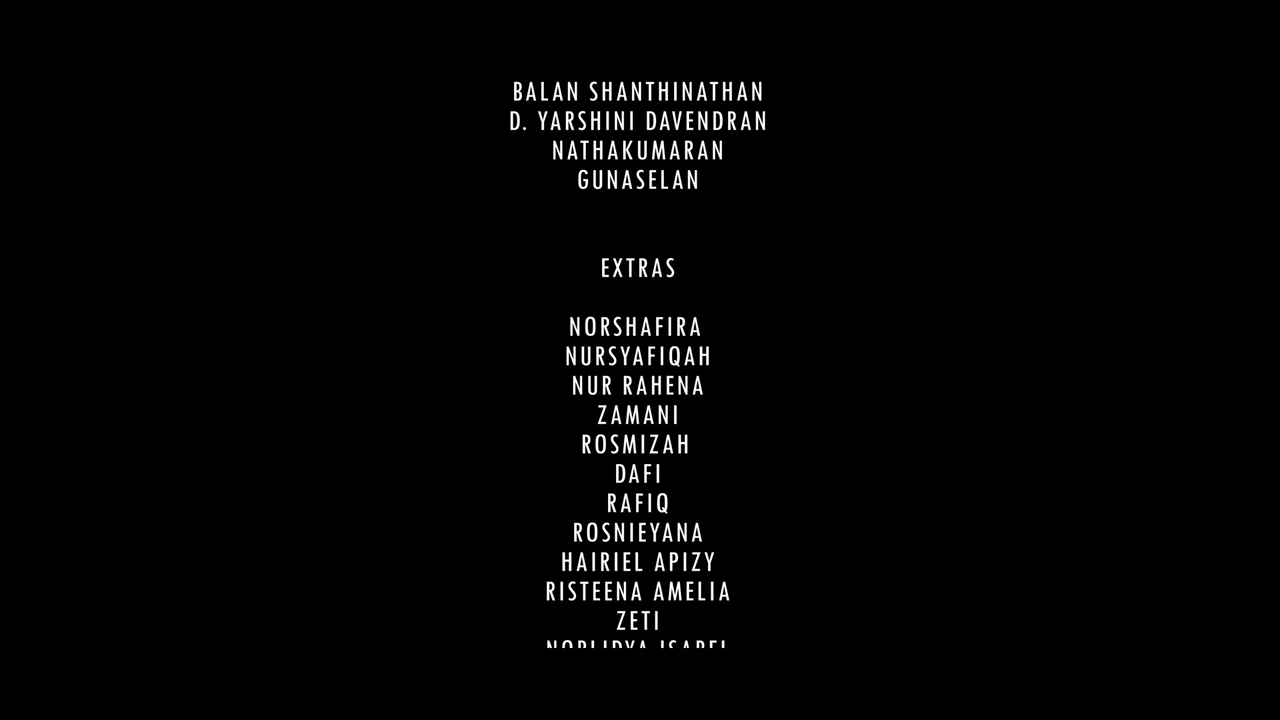 BALAN SHANTHINATHAN
D. YARSHINI DAVENDRAN
NATHAKUMARAN
GUNASELAN
EXTRAS
NORSHAFIRA
NURSYAFIQAH
NUR RAHENA
ZAMANI
ROSMIZAH
DAFI
RAFIQ
ROSNIEYANA
HAIRIEL APIZY
RISTEENA AMELIA
ZETI